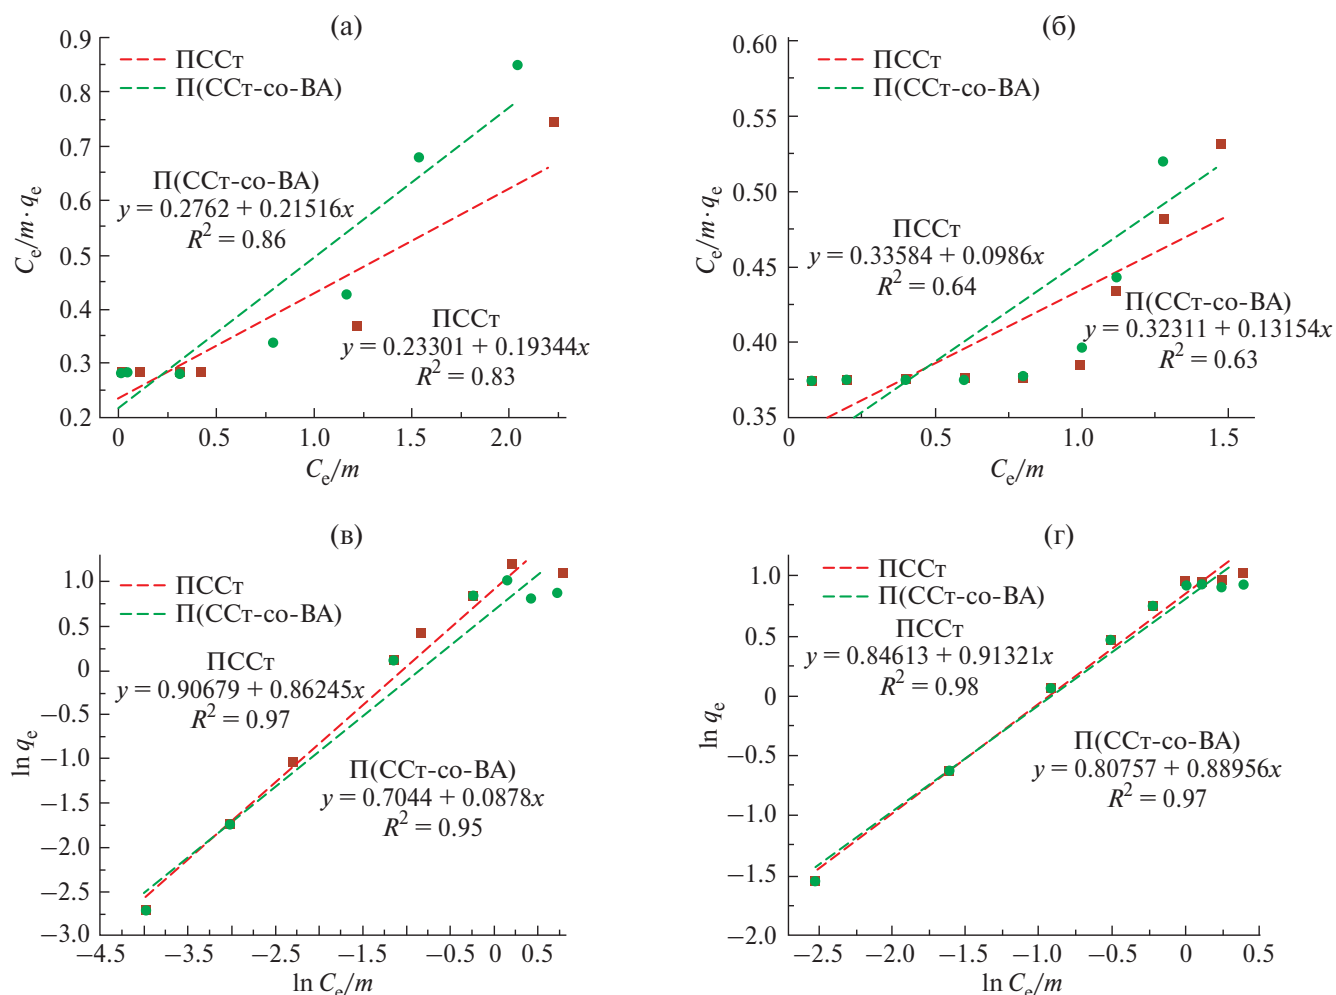 (а)
0.9
0.8
0.7
0.6
0.5
0.4
0.3
0.2
0
0.5
1.0
1.5
2.0
C_e/m · q_e
C_e/m
ПССт
П(ССт-со-ВА)
П(ССт-со-ВА)
y = 0.2762 + 0.21516x
R² = 0.86
ПССт
y = 0.23301 + 0.19344x
R² = 0.83
(б)
0.60
0.55
0.50
0.45
0.40
0.35
0
0.5
1.0
1.5
C_e/m · q_e
C_e/m
ПССт
П(ССт-со-ВА)
ПССт
y = 0.33584 + 0.0986x
R² = 0.64
П(ССт-со-ВА)
y = 0.32311 + 0.13154x
R² = 0.63
(в)
1.0
0.5
0
−0.5
−1.0
−1.5
−2.0
−2.5
−3.0
−4.5
−3.5
−2.5
−1.5
−0.5
0
0.5
ln q_e
ln C_e/m
ПССт
П(ССт-со-ВА)
ПССт
y = 0.90679 + 0.86245x
R² = 0.97
П(ССт-со-ВА)
y = 0.7044 + 0.0878x
R² = 0.95
(г)
1.0
0.5
0
−0.5
−1.0
−1.5
−2.0
−2.5
−2.0
−1.5
−1.0
−0.5
0
0.5
ln q_e
ln C_e/m
ПССт
П(ССт-со-ВА)
ПССт
y = 0.84613 + 0.91321x
R² = 0.98
П(ССт-со-ВА)
y = 0.80757 + 0.88956x
R² = 0.97